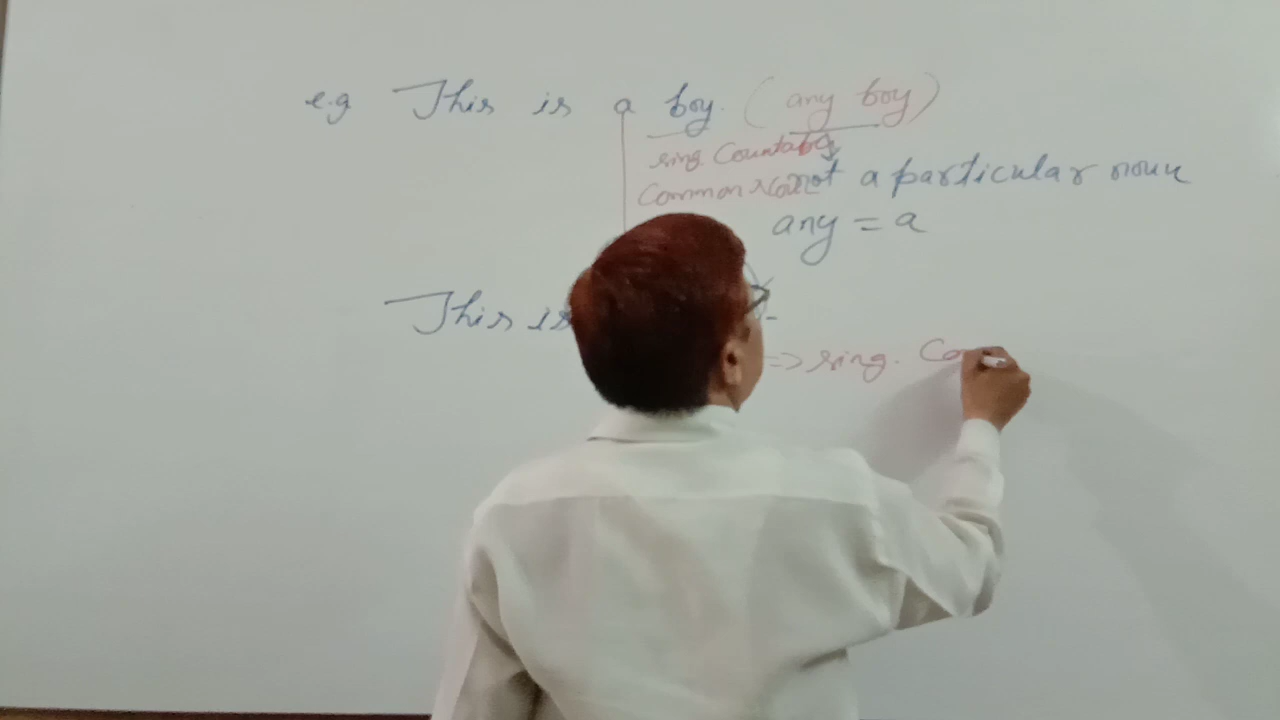 e.g This is a boy. (any boy)
sing. Countable
Common Noun not a particular noun
any = a
This is
=> sing. Co